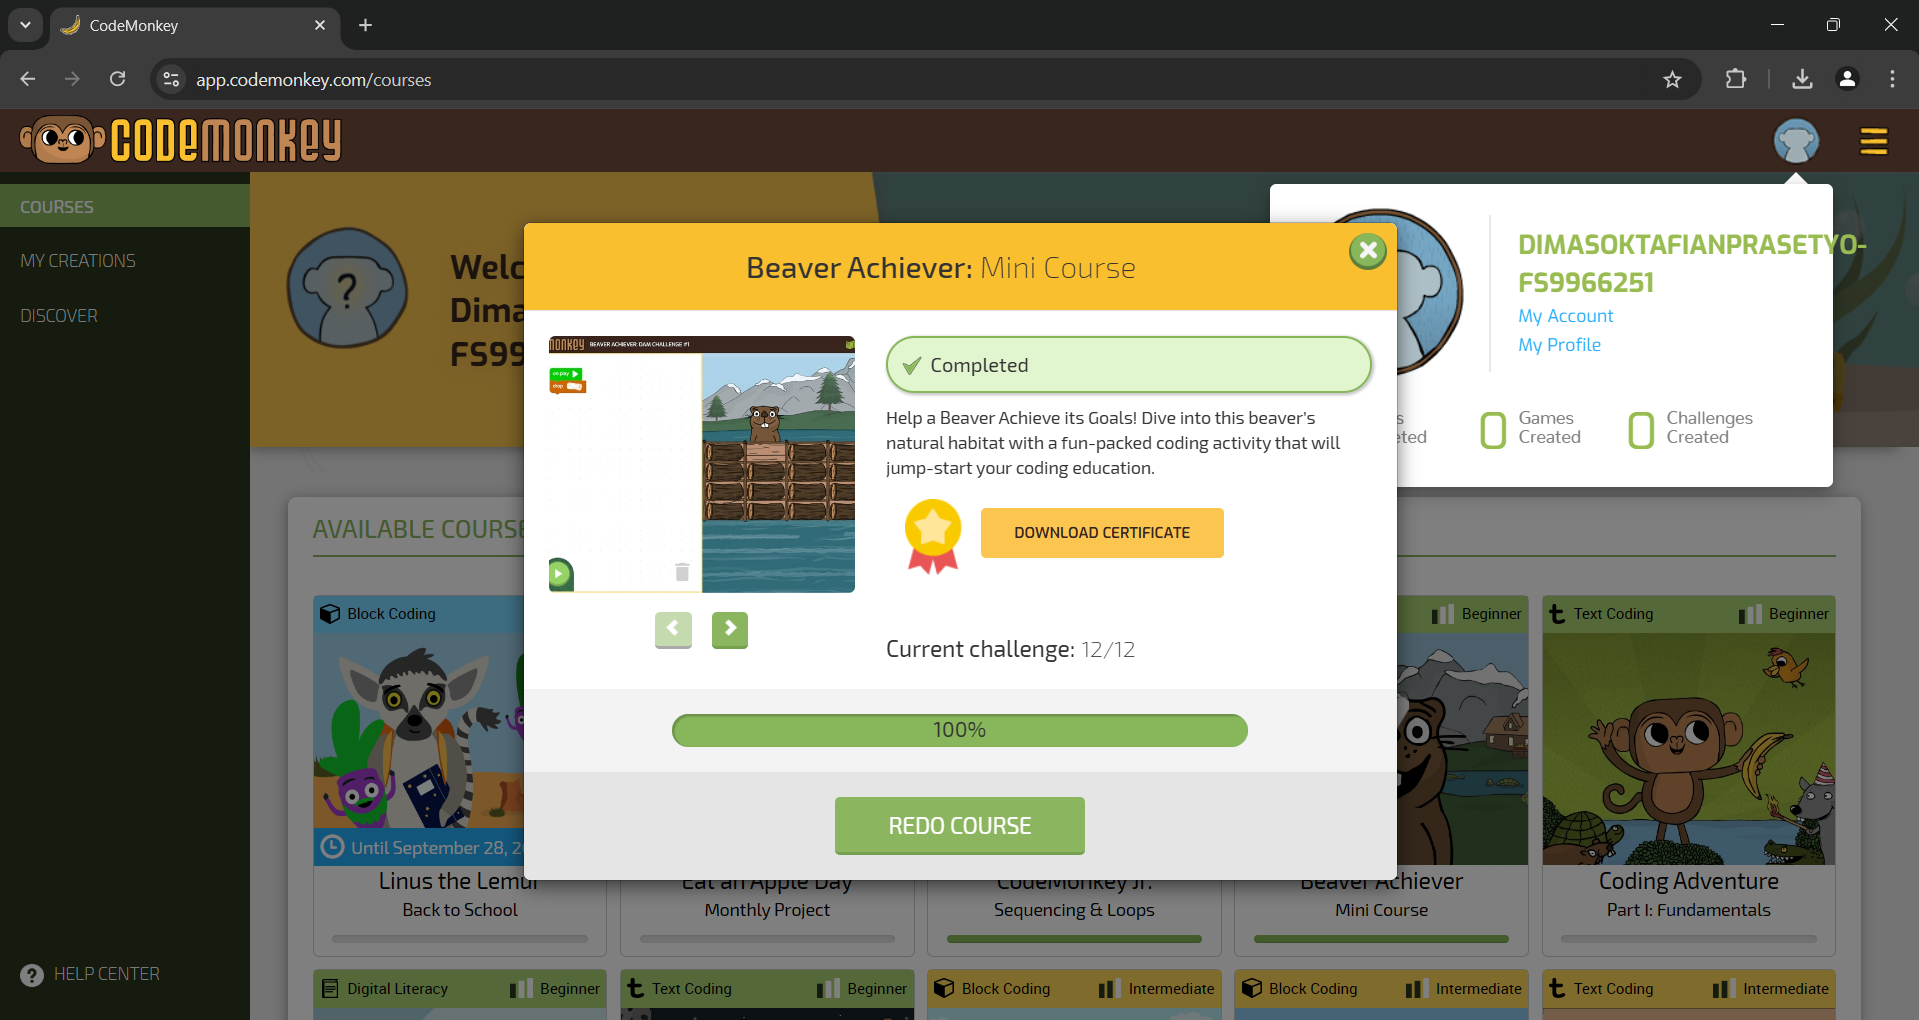 CodeMonkey
app.codemonkey.com/courses
CODEMONKEY
COURSES
MY CREATIONS
DISCOVER
HELP CENTER
?
Welc
Dima
FS99
DIMASOKTAFIANPRASETYO-
FS9966251
My Account
My Profile
s
ted
0 Games
Created
0 Challenges
Created
Beaver Achiever: Mini Course
monkey BEAVER ACHIEVER: DAM CHALLENGE #1
on play
drop
Completed
Help a Beaver Achieve its Goals! Dive into this beaver's
natural habitat with a fun-packed coding activity that will
jump-start your coding education.
DOWNLOAD CERTIFICATE
Current challenge: 12/12
100%
REDO COURSE
AVAILABLE COURSE
Block Coding
Until September 28, 2
Linus the Lemur
Back to School
Eat an Apple Day
Monthly Project
CodeMonkey Jr.
Sequencing & Loops
Beginner
Beaver Achiever
Mini Course
Text Coding Beginner
Coding Adventure
Part I: Fundamentals
Digital Literacy Beginner
Text Coding Beginner
Block Coding Intermediate
Block Coding Intermediate
Text Coding Intermediate